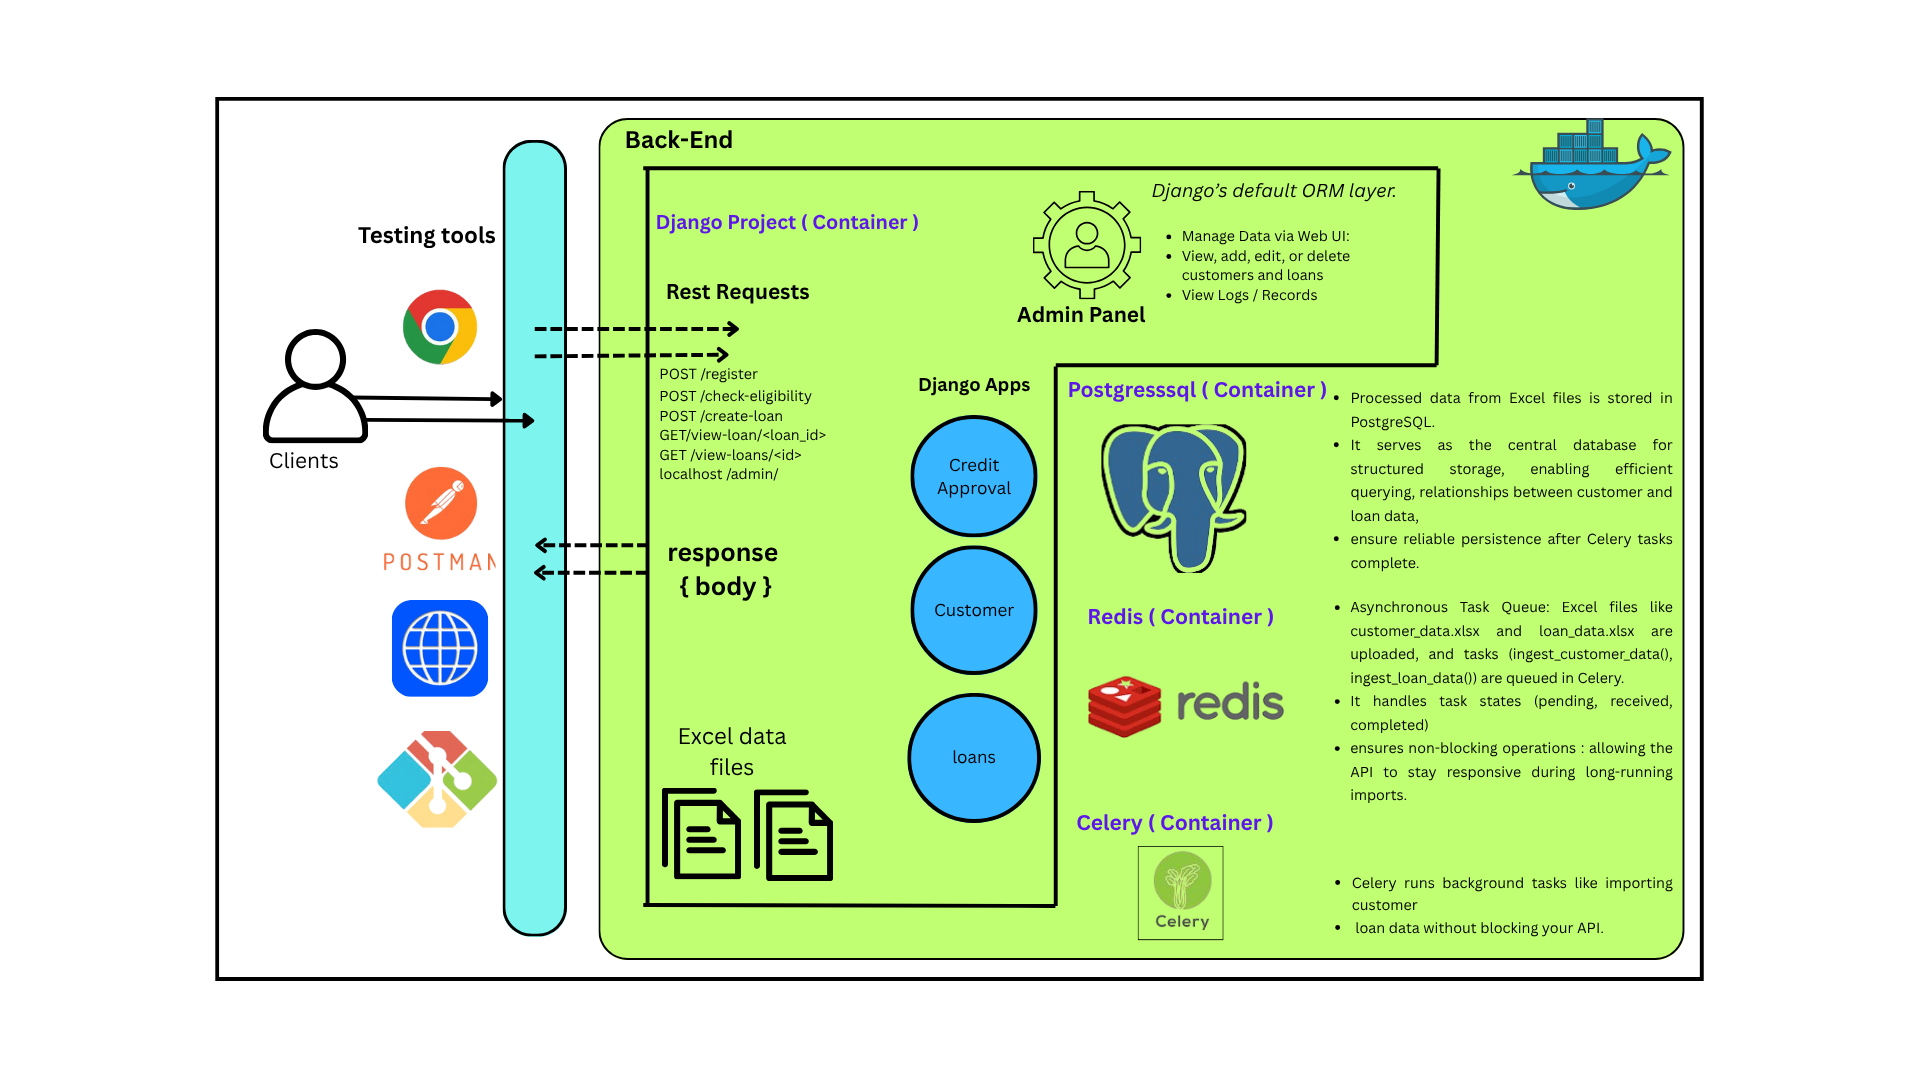 Back-End
Testing tools
Clients
POSTMAN
Django Project ( Container )
Rest Requests
POST /register
POST /check-eligibility
POST /create-loan
GET/view-loan/<loan_id>
GET /view-loans/<id>
localhost /admin/
response
{ body }
Excel data
files
Django's default ORM layer.
• Manage Data via Web UI:
• View, add, edit, or delete
customers and loans
• View Logs / Records
Admin Panel
Django Apps
Credit
Approval
Customer
loans
Postgresssql ( Container )
• Processed data from Excel files is stored in
PostgreSQL.
• It serves as the central database for
structured storage, enabling efficient
querying, relationships between customer and
loan data,
• ensure reliable persistence after Celery tasks
complete.
Redis ( Container )
redis
• Asynchronous Task Queue: Excel files like
customer_data.xlsx and loan_data.xlsx are
uploaded, and tasks (ingest_customer_data(),
ingest_loan_data()) are queued in Celery.
• It handles task states (pending, received,
completed)
• ensures non-blocking operations : allowing the
API to stay responsive during long-running
imports.
Celery ( Container )
Celery
• Celery runs background tasks like importing
customer
• loan data without blocking your API.